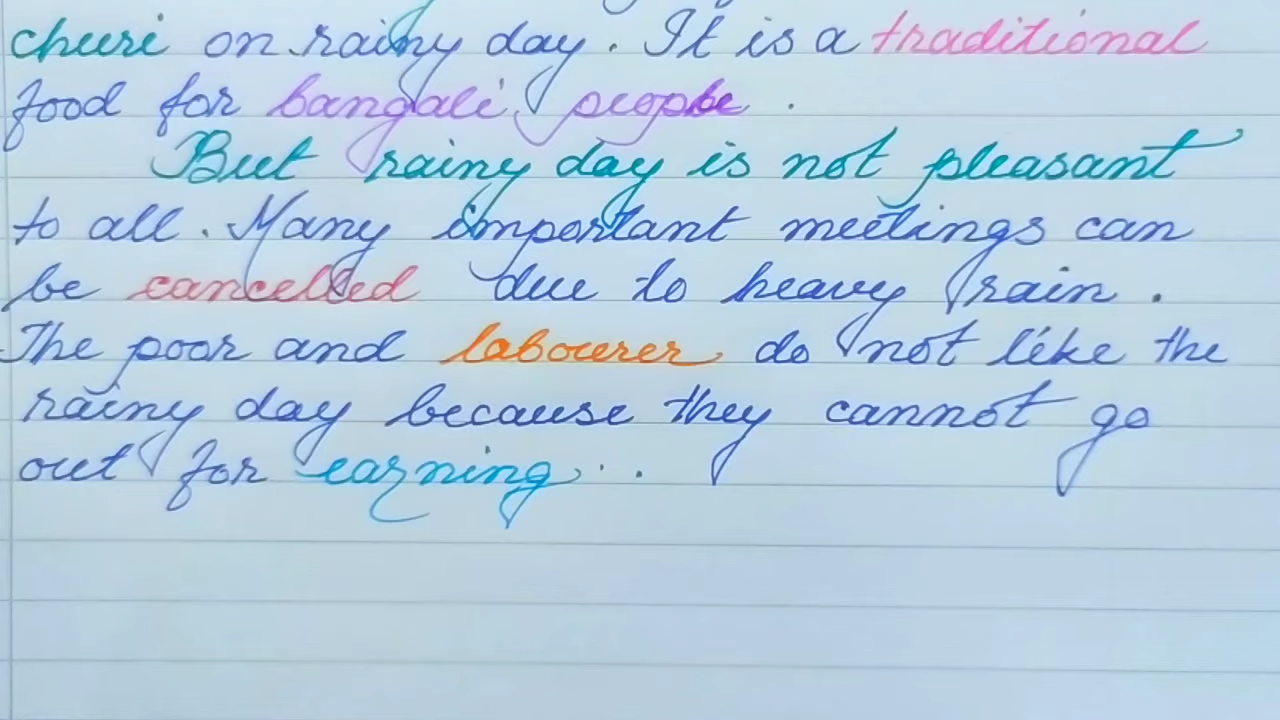 churi on rainy day. It is a traditional
food for bangali people.
But rainy day is not pleasant
to all. Many important meetings can
be cancelled due to heavy rain.
The poor and labourer do not like the
rainy day because they cannot go
out for earning...